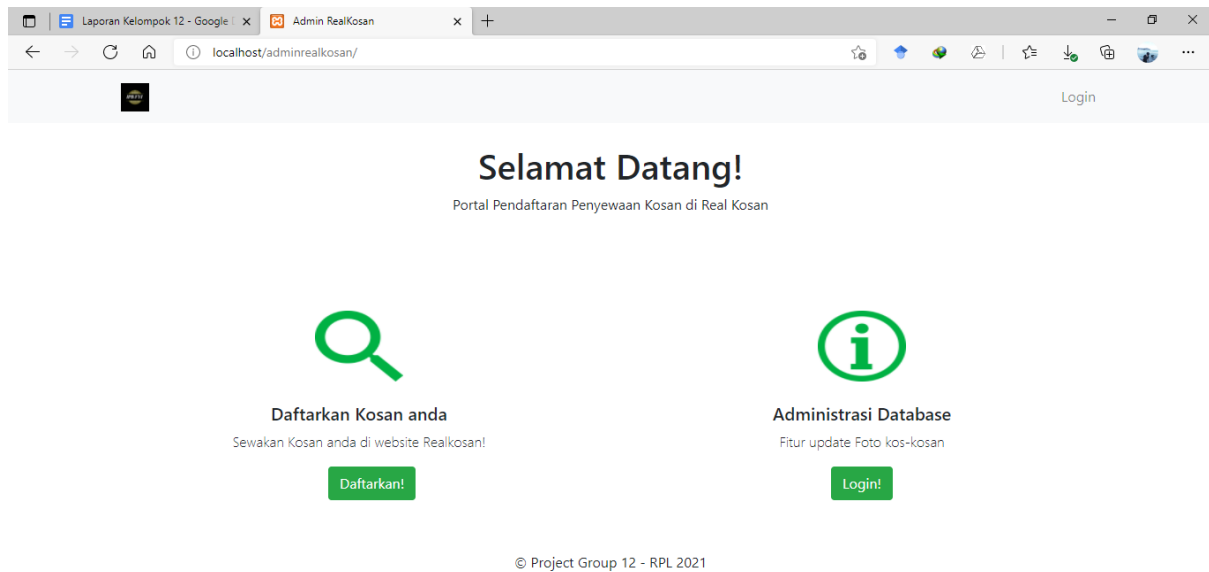 Laporan Kelompok 12 - Google
Admin RealKosan
localhost/adminrealkosan/
Login
Selamat Datang!
Portal Pendaftaran Penyewaan Kosan di Real Kosan
Daftarkan Kosan anda
Sewakan Kosan anda di website Realkosan!
Daftarkan!
Administrasi Database
Fitur update Foto kos-kosan
Login!
© Project Group 12 - RPL 2021